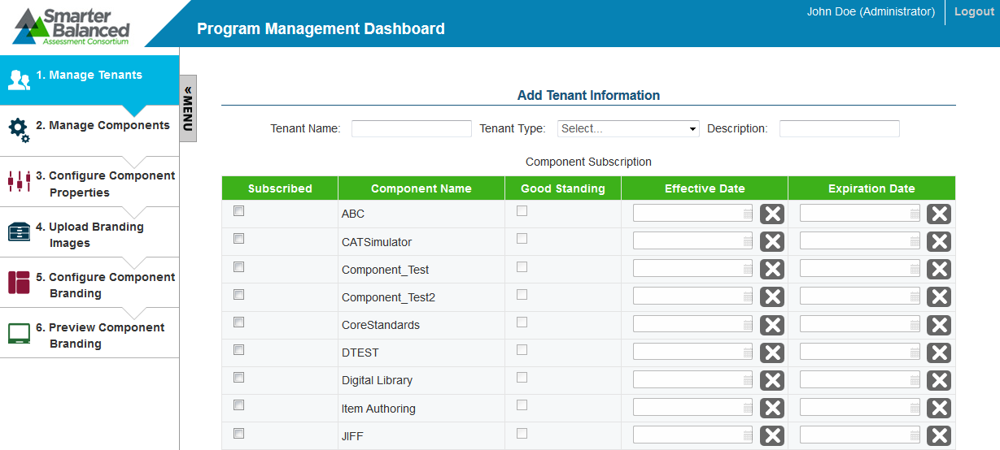 Smarter
Balanced
Assessment Consortium
Program Management Dashboard
John Doe (Administrator)
Logout
1. Manage Tenants
2. Manage Components
3. Configure Component
Properties
4. Upload Branding
Images
5. Configure Component
Branding
6. Preview Component
Branding
« MENU
Add Tenant Information
Tenant Name: Tenant Type: Select... Description:
Component Subscription
Subscribed Component Name Good Standing Effective Date Expiration Date
ABC
CATSimulator
Component_Test
Component_Test2
CoreStandards
DTEST
Digital Library
Item Authoring
JIFF